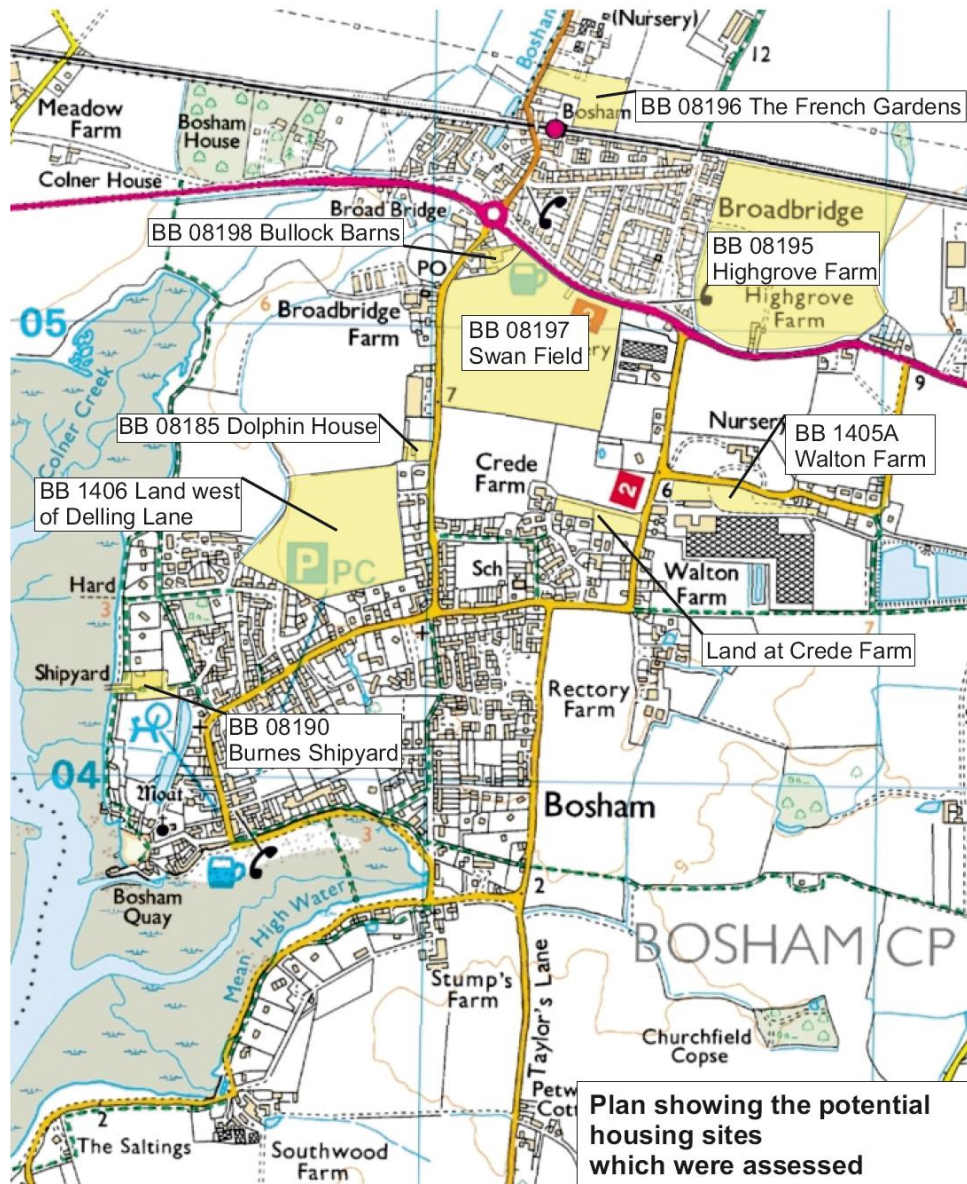 (Nursery)
Bosham
12
Meadow
Farm
Bosham
House
Bosham
BB 08196 The French Gardens
Colner House
Broad Bridge
Broadbridge
BB 08198 Bullock Barns
BB 08195
Highgrove Farm
PO
Highgrove
Farm
05
6
Broadbridge
Farm
BB 08197
Swan Field
2
9
Colner Creek
7
Nursery
BB 08185 Dolphin House
BB 1405A
Walton Farm
Crede
Farm
2
6
BB 1406 Land west
of Delling Lane
P PC
Sch
Walton
Farm
Hard
3
7
Land at Crede Farm
Shipyard
Rectory
Farm
BB 08190
Burnes Shipyard
04
Moat
Bosham
5
3
Bosham
Quay
Mean High Water
2
BOSHAM CP
Stump's
Farm
Taylor's Lane
Churchfield
Copse
2
The Saltings
Southwood
Farm
Plan showing the potential
housing sites
which were assessed